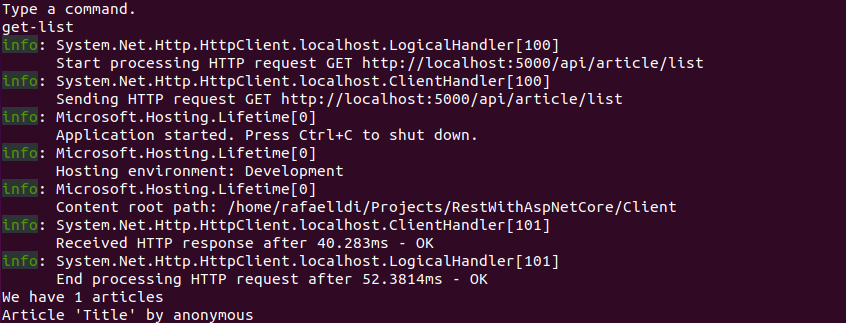 Type a command.
get-list
info: System.Net.Http.HttpClient.localhost.LogicalHandler[100]
Start processing HTTP request GET http://localhost:5000/api/article/list
info: System.Net.Http.HttpClient.localhost.ClientHandler[100]
Sending HTTP request GET http://localhost:5000/api/article/list
info: Microsoft.Hosting.Lifetime[0]
Application started. Press Ctrl+C to shut down.
info: Microsoft.Hosting.Lifetime[0]
Hosting environment: Development
info: Microsoft.Hosting.Lifetime[0]
Content root path: /home/rafaelldi/Projects/RestWithAspNetCore/Client
info: System.Net.Http.HttpClient.localhost.ClientHandler[101]
Received HTTP response after 40.283ms - OK
info: System.Net.Http.HttpClient.localhost.LogicalHandler[101]
End processing HTTP request after 52.3814ms - OK
We have 1 articles
Article 'Title' by anonymous